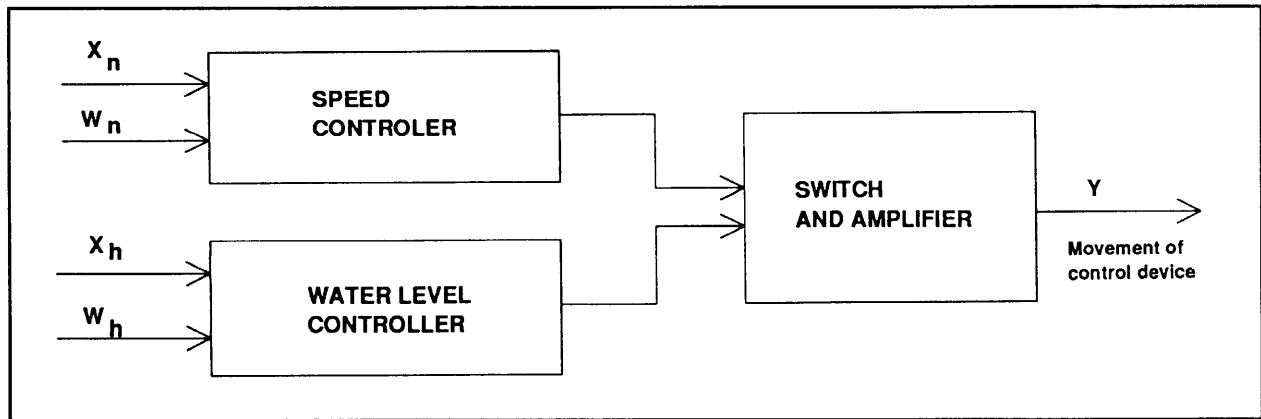 X n
W n
SPEED
CONTROLER
X h
W h
WATER LEVEL
CONTROLLER
SWITCH
AND AMPLIFIER
Y
Movement of
control device